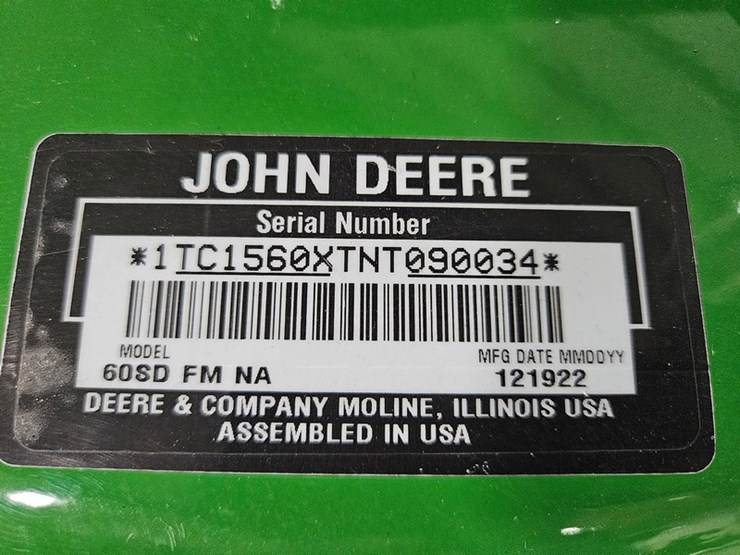 JOHN DEERE
Serial Number
*1TC1560XTNT090034*
MODEL
MFG DATE MMDDYY
60SD FM NA
121922
DEERE & COMPANY MOLINE, ILLINOIS USA
ASSEMBLED IN USA